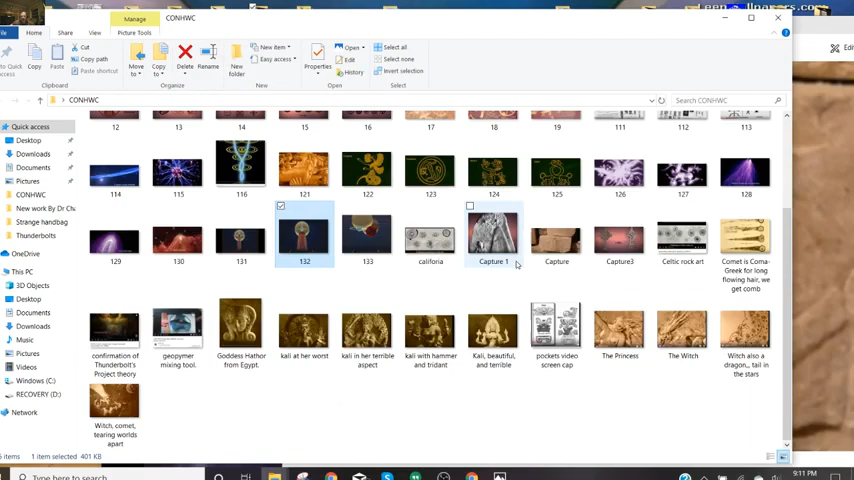 Manage
CONHWC
Home
Share
View
Picture Tools
Copy
Paste
Cut
Copy path
Paste shortcut
Move to
Copy to
Delete
Rename
New folder
New item
Easy access
Properties
Open
Edit
History
Select all
Select none
Invert selection
Organize
New
Open
Select
CONHWC
Search CONHWC
Quick access
Desktop
Downloads
Documents
Pictures
CONHWC
New work By Dr Cha
Strange handbag
Thunderbolts
OneDrive
This PC
3D Objects
Desktop
Documents
Downloads
Music
Pictures
Videos
Windows (C:)
RECOVERY (D:)
Network
12 13 14 15 16 17 18 19 111 112 113
114 115 116 121 122 123 124 125 126 127 128
129 130 131 132 133 califoria Capture 1 Capture Capture3 Celtic rock art Comet is Coma- Greek for long flowing hair, we get comb
confirmation of Thunderbolt's Project theory
geopymer mixing tool.
Goddess Hathor from Egypt.
kali at her worst
kali in her terrible aspect
kali with hammer and tridant
Kali, beautiful, and terrible
pockets video screen cap
The Princess
The Witch
Witch also a dragon,,, tail in the stars
Witch, comet, tearing worlds apart
items
1 item selected 401 KB
Type here to search
9:11 PM
Edi